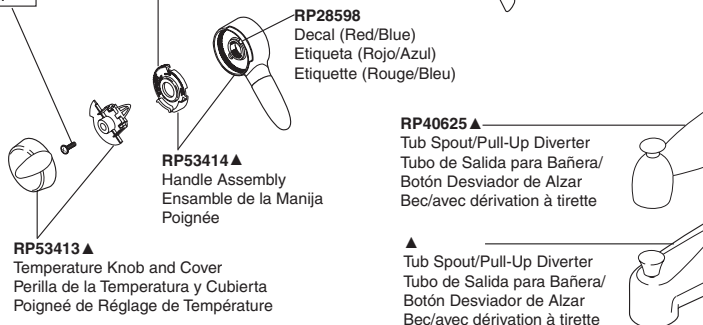 RP28598
Decal (Red/Blue)
Etiqueta (Rojo/Azul)
Etiquette (Rouge/Bleu)
RP53414▲
Handle Assembly
Ensamble de la Manija
Poignée
RP53413▲
Temperature Knob and Cover
Perilla de la Temperatura y Cubierta
Poigneé de Réglage de Température
RP40625▲
Tub Spout/Pull-Up Diverter
Tubo de Salida para Bañera/
Botón Desviador de Alzar
Bec/avec dérivation à tirette
▲
Tub Spout/Pull-Up Diverter
Tubo de Salida para Bañera/
Botón Desviador de Alzar
Bec/avec dérivation à tirette